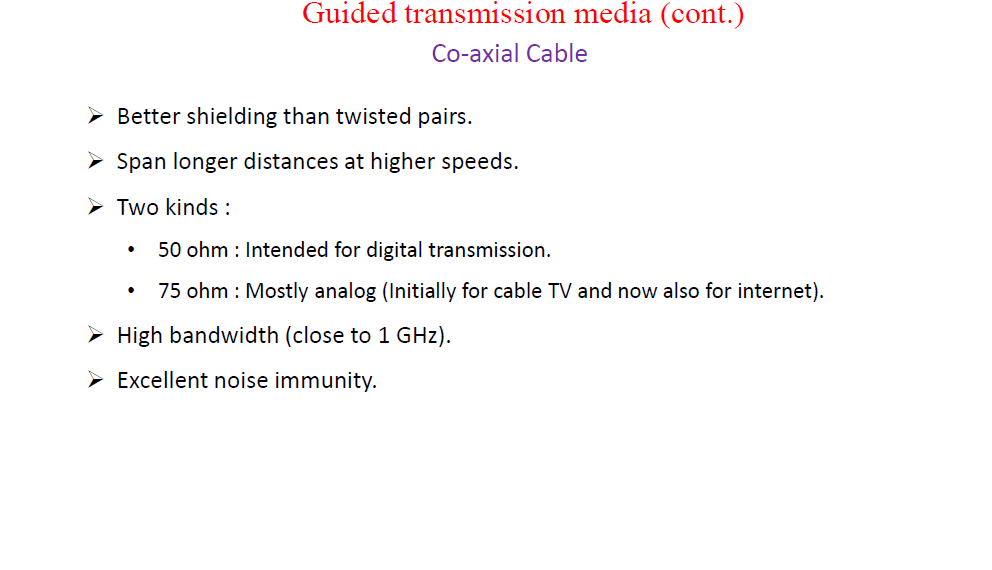 Guided transmission media (cont.)
Co-axial Cable
➢ Better shielding than twisted pairs.
➢ Span longer distances at higher speeds.
➢ Two kinds :
• 50 ohm : Intended for digital transmission.
• 75 ohm : Mostly analog (Initially for cable TV and now also for internet).
➢ High bandwidth (close to 1 GHz).
➢ Excellent noise immunity.